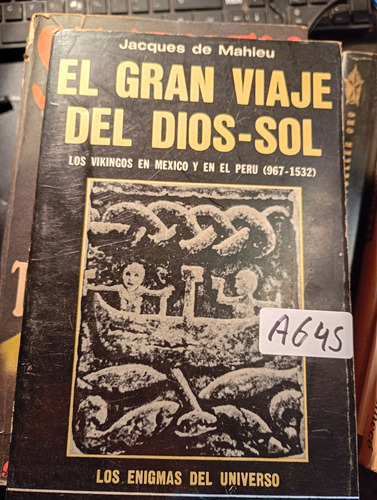 Jacques de Mahieu
EL GRAN VIAJE
DEL DIOS-SOL
LOS VIKINGOS EN MEXICO Y EN EL PERU (967-1532)
A645
LOS ENIGMAS DEL UNIVERSO